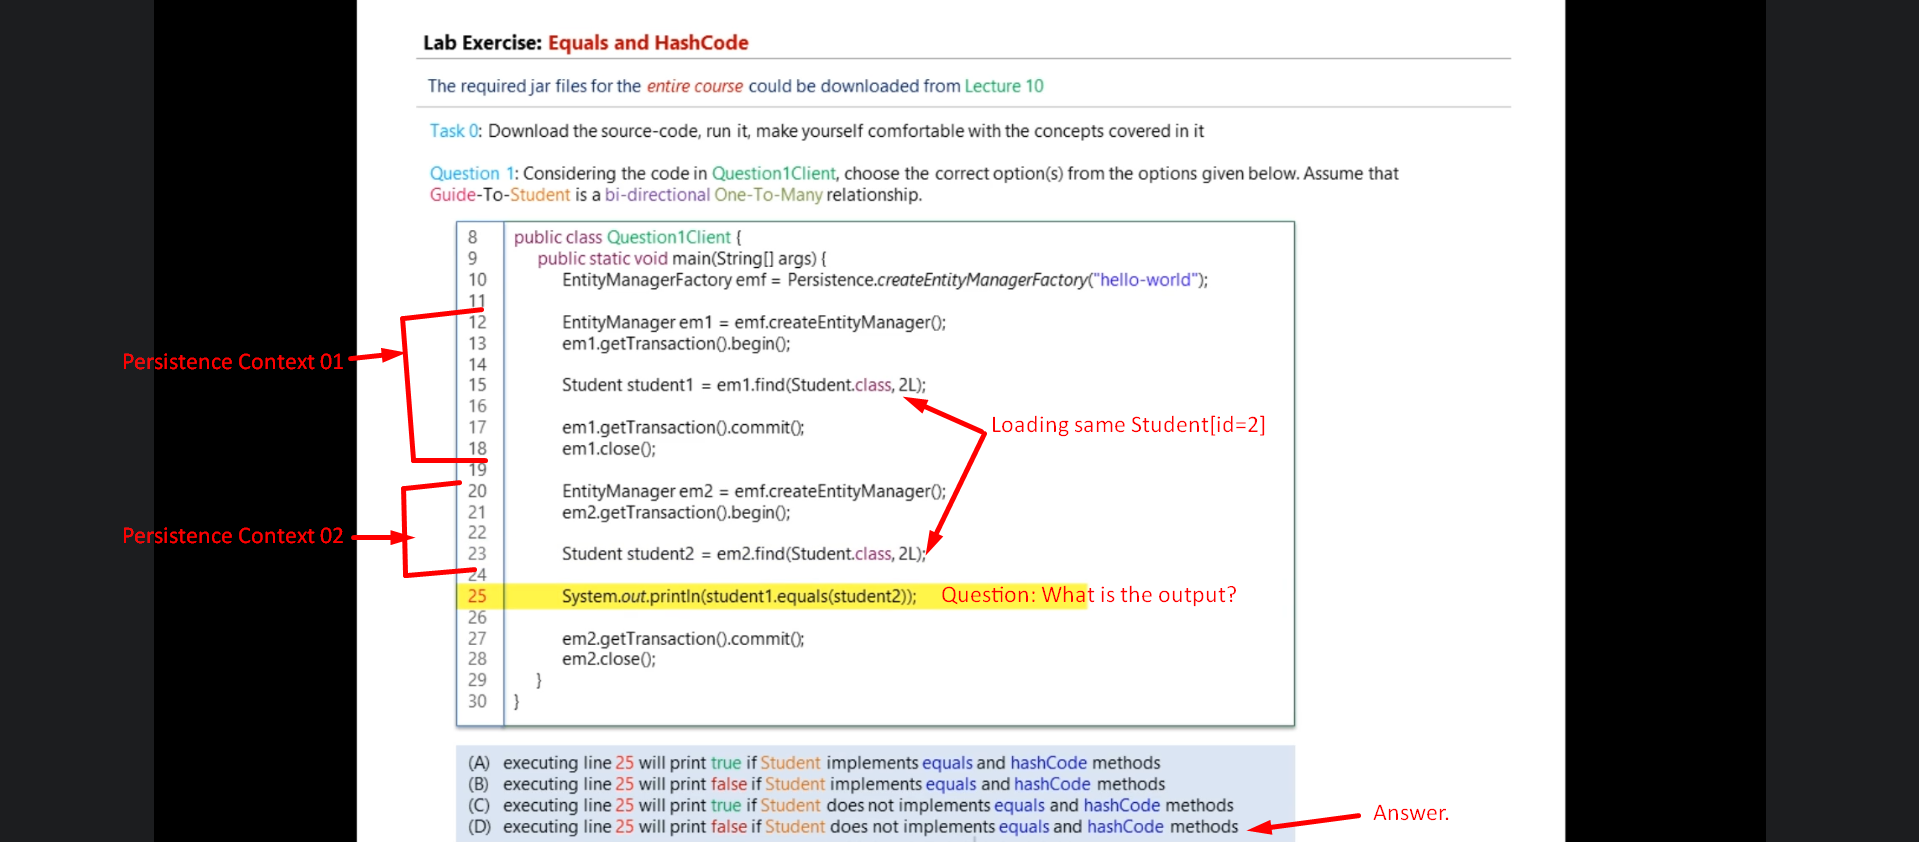 Lab Exercise: Equals and HashCode
The required jar files for the entire course could be downloaded from Lecture 10
Task 0: Download the source-code, run it, make yourself comfortable with the concepts covered in it
Question 1: Considering the code in Question1Client, choose the correct option(s) from the options given below. Assume that
Guide-To-Student is a bi-directional One-To-Many relationship.
8 public class Question1Client {
9 public static void main(String[] args) {
10 EntityManagerFactory emf = Persistence.createEntityManagerFactory("hello-world");
11
12 EntityManager em1 = emf.createEntityManager();
13 em1.getTransaction().begin();
14
Persistence Context 01
15 Student student1 = em1.find(Student.class, 2L);
16
17 em1.getTransaction().commit();
Loading same Student[id=2]
18 em1.close();
19
20 EntityManager em2 = emf.createEntityManager();
21 em2.getTransaction().begin();
22
Persistence Context 02
23 Student student2 = em2.find(Student.class, 2L);
24
25 System.out.println(student1.equals(student2)); Question: What is the output?
26
27 em2.getTransaction().commit();
28 em2.close();
29 }
30 }
(A) executing line 25 will print true if Student implements equals and hashCode methods
(B) executing line 25 will print false if Student implements equals and hashCode methods
(C) executing line 25 will print true if Student does not implements equals and hashCode methods
(D) executing line 25 will print false if Student does not implements equals and hashCode methods
Answer.